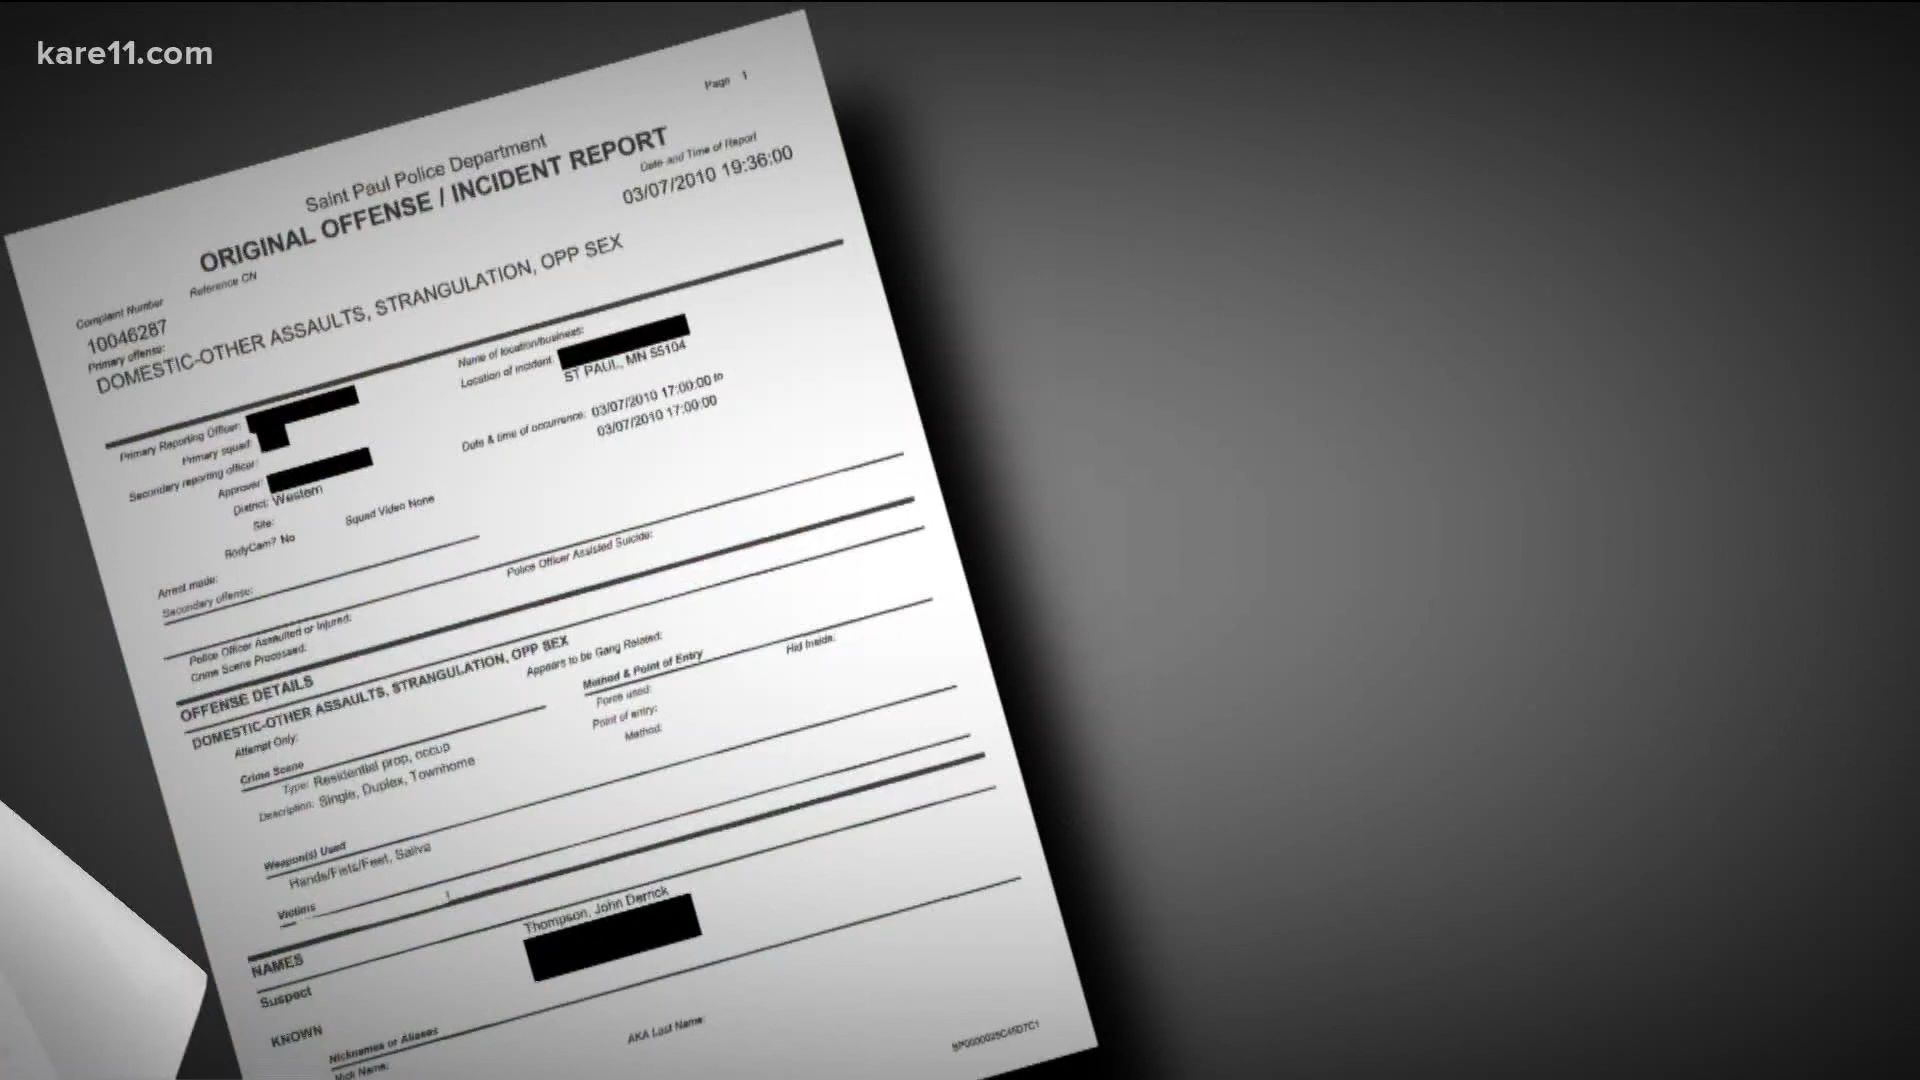 kare11.com
Page 1
Saint Paul Police Department
ORIGINAL OFFENSE / INCIDENT REPORT
Date and Time of Report
03/07/2010 19:36:00
Complaint Number
Reference CN
10046287
Primary offense:
DOMESTIC-OTHER ASSAULTS, STRANGULATION, OPP SEX
Primary Reporting Officer:
Primary squad:
Secondary reporting officer:
Approver:
District: Western
Site:
BodyCam? No
Squad Video None
Name of location/business:
Location of incident:
ST PAUL, MN 55104
Date & time of occurrence: 03/07/2010 17:00:00 to
03/07/2010 17:00:00
Arrest made:
Secondary offense:
Police Officer Assaulted or Injured:
Police Officer Assisted Suicide:
Crime Scene Processed:
OFFENSE DETAILS
DOMESTIC-OTHER ASSAULTS, STRANGULATION, OPP SEX
Attempt Only:
Appears to be Gang Related:
Crime Scene
Type: Residential prop, occup
Description: Single, Duplex, Townhome
Method & Point of Entry
Force used:
Point of entry:
Method:
Hid Inside:
Weapon(s) Used
Hands/Fists/Feet, Saliva
Victims
NAMES
Suspect
Thompson, John Derrick
KNOWN
Nicknames or Aliases
Nick Name:
AKA Last Name: